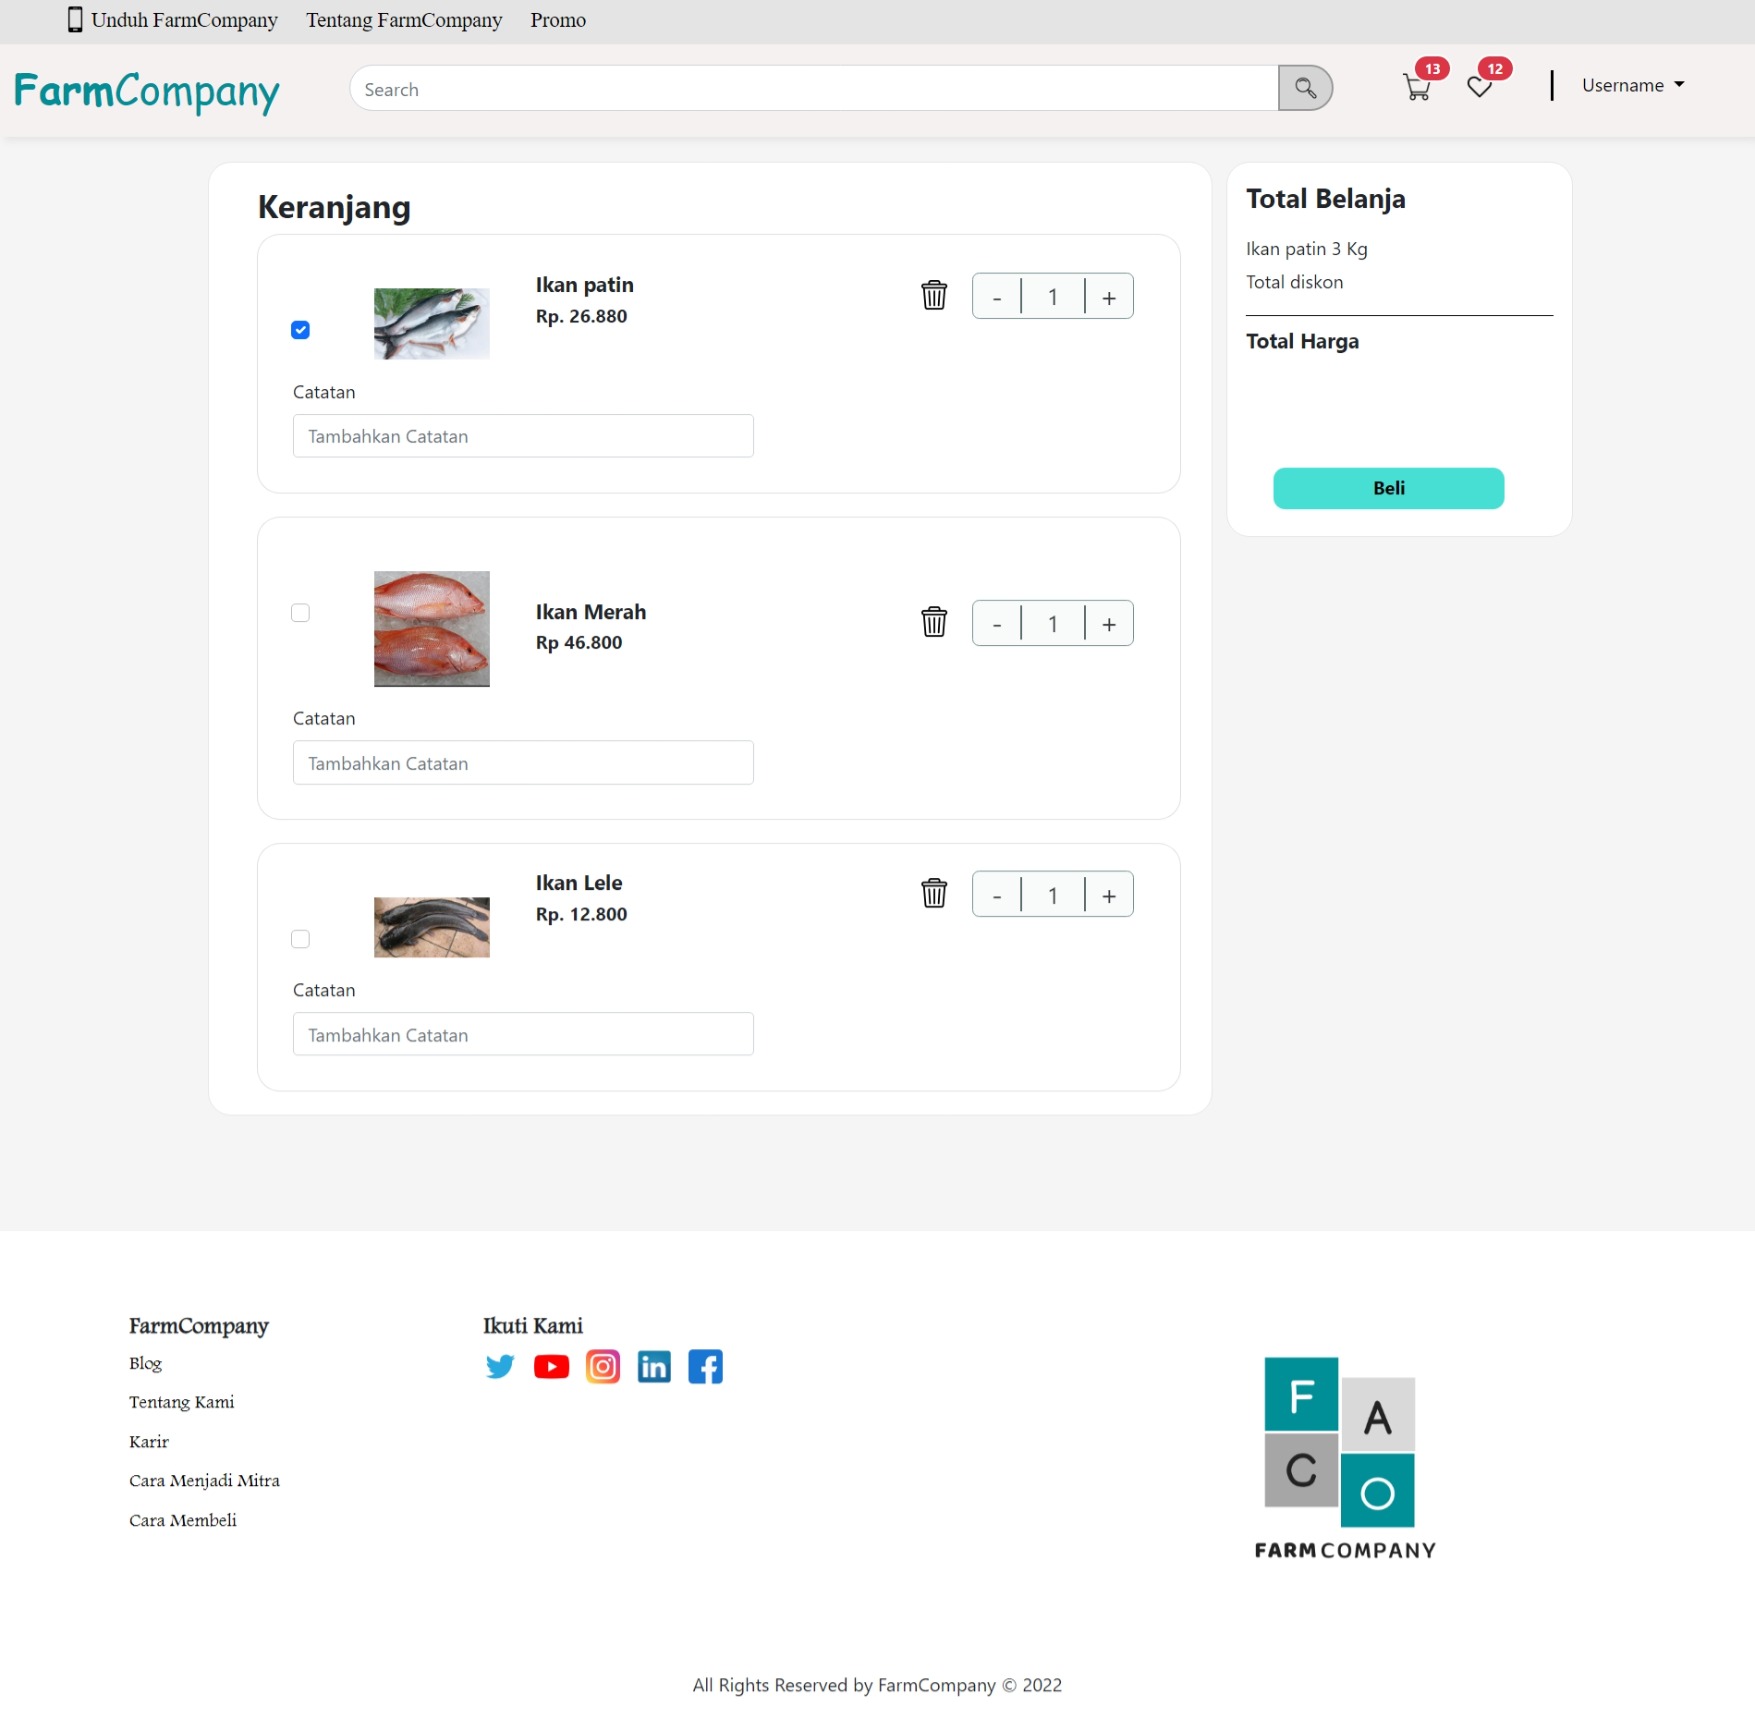 Unduh FarmCompany Tentang FarmCompany Promo
FarmCompany Search 13 12 Username
Keranjang
Ikan patin
Rp. 26.880
- 1 +
Catatan
Tambahkan Catatan
Ikan Merah
Rp 46.800
- 1 +
Catatan
Tambahkan Catatan
Ikan Lele
Rp. 12.800
- 1 +
Catatan
Tambahkan Catatan
Total Belanja
Ikan patin 3 Kg
Total diskon
Total Harga
Beli
FarmCompany
Blog
Tentang Kami
Karir
Cara Menjadi Mitra
Cara Membeli
Ikuti Kami
F A
C O
FARM COMPANY
All Rights Reserved by FarmCompany © 2022